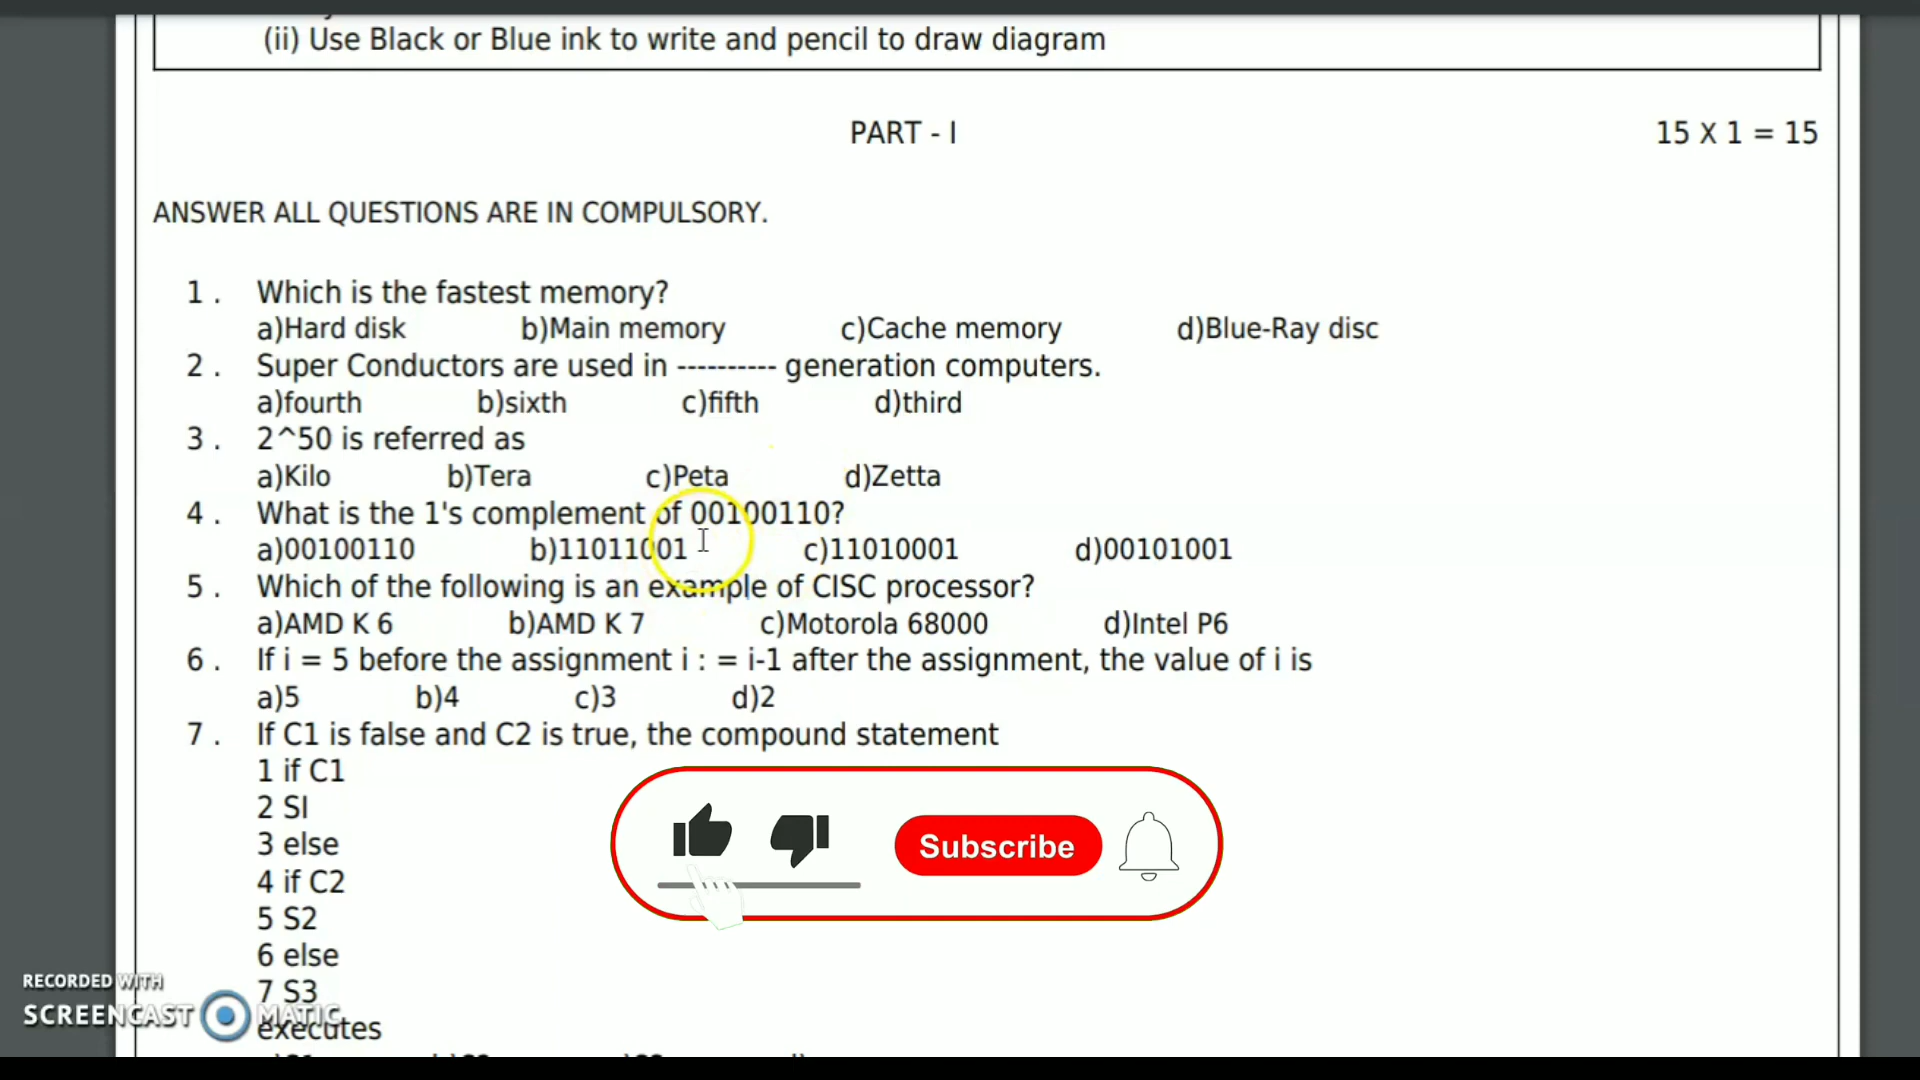 (ii) Use Black or Blue ink to write and pencil to draw diagram
PART - I 15 X 1 = 15
ANSWER ALL QUESTIONS ARE IN COMPULSORY.
1 . Which is the fastest memory?
a)Hard disk b)Main memory c)Cache memory d)Blue-Ray disc
2 . Super Conductors are used in ---------- generation computers.
a)fourth b)sixth c)fifth d)third
3 . 2^50 is referred as
a)Kilo b)Tera c)Peta d)Zetta
4 . What is the 1's complement of 00100110?
a)00100110 b)11011001 c)11010001 d)00101001
5 . Which of the following is an example of CISC processor?
a)AMD K 6 b)AMD K 7 c)Motorola 68000 d)Intel P6
6 . If i = 5 before the assignment i : = i-1 after the assignment, the value of i is
a)5 b)4 c)3 d)2
7 . If C1 is false and C2 is true, the compound statement
1 if C1
2 SI
3 else
4 if C2
5 S2
6 else
7 S3
executes
Subscribe
RECORDED WITH
SCREENCAST MATIC